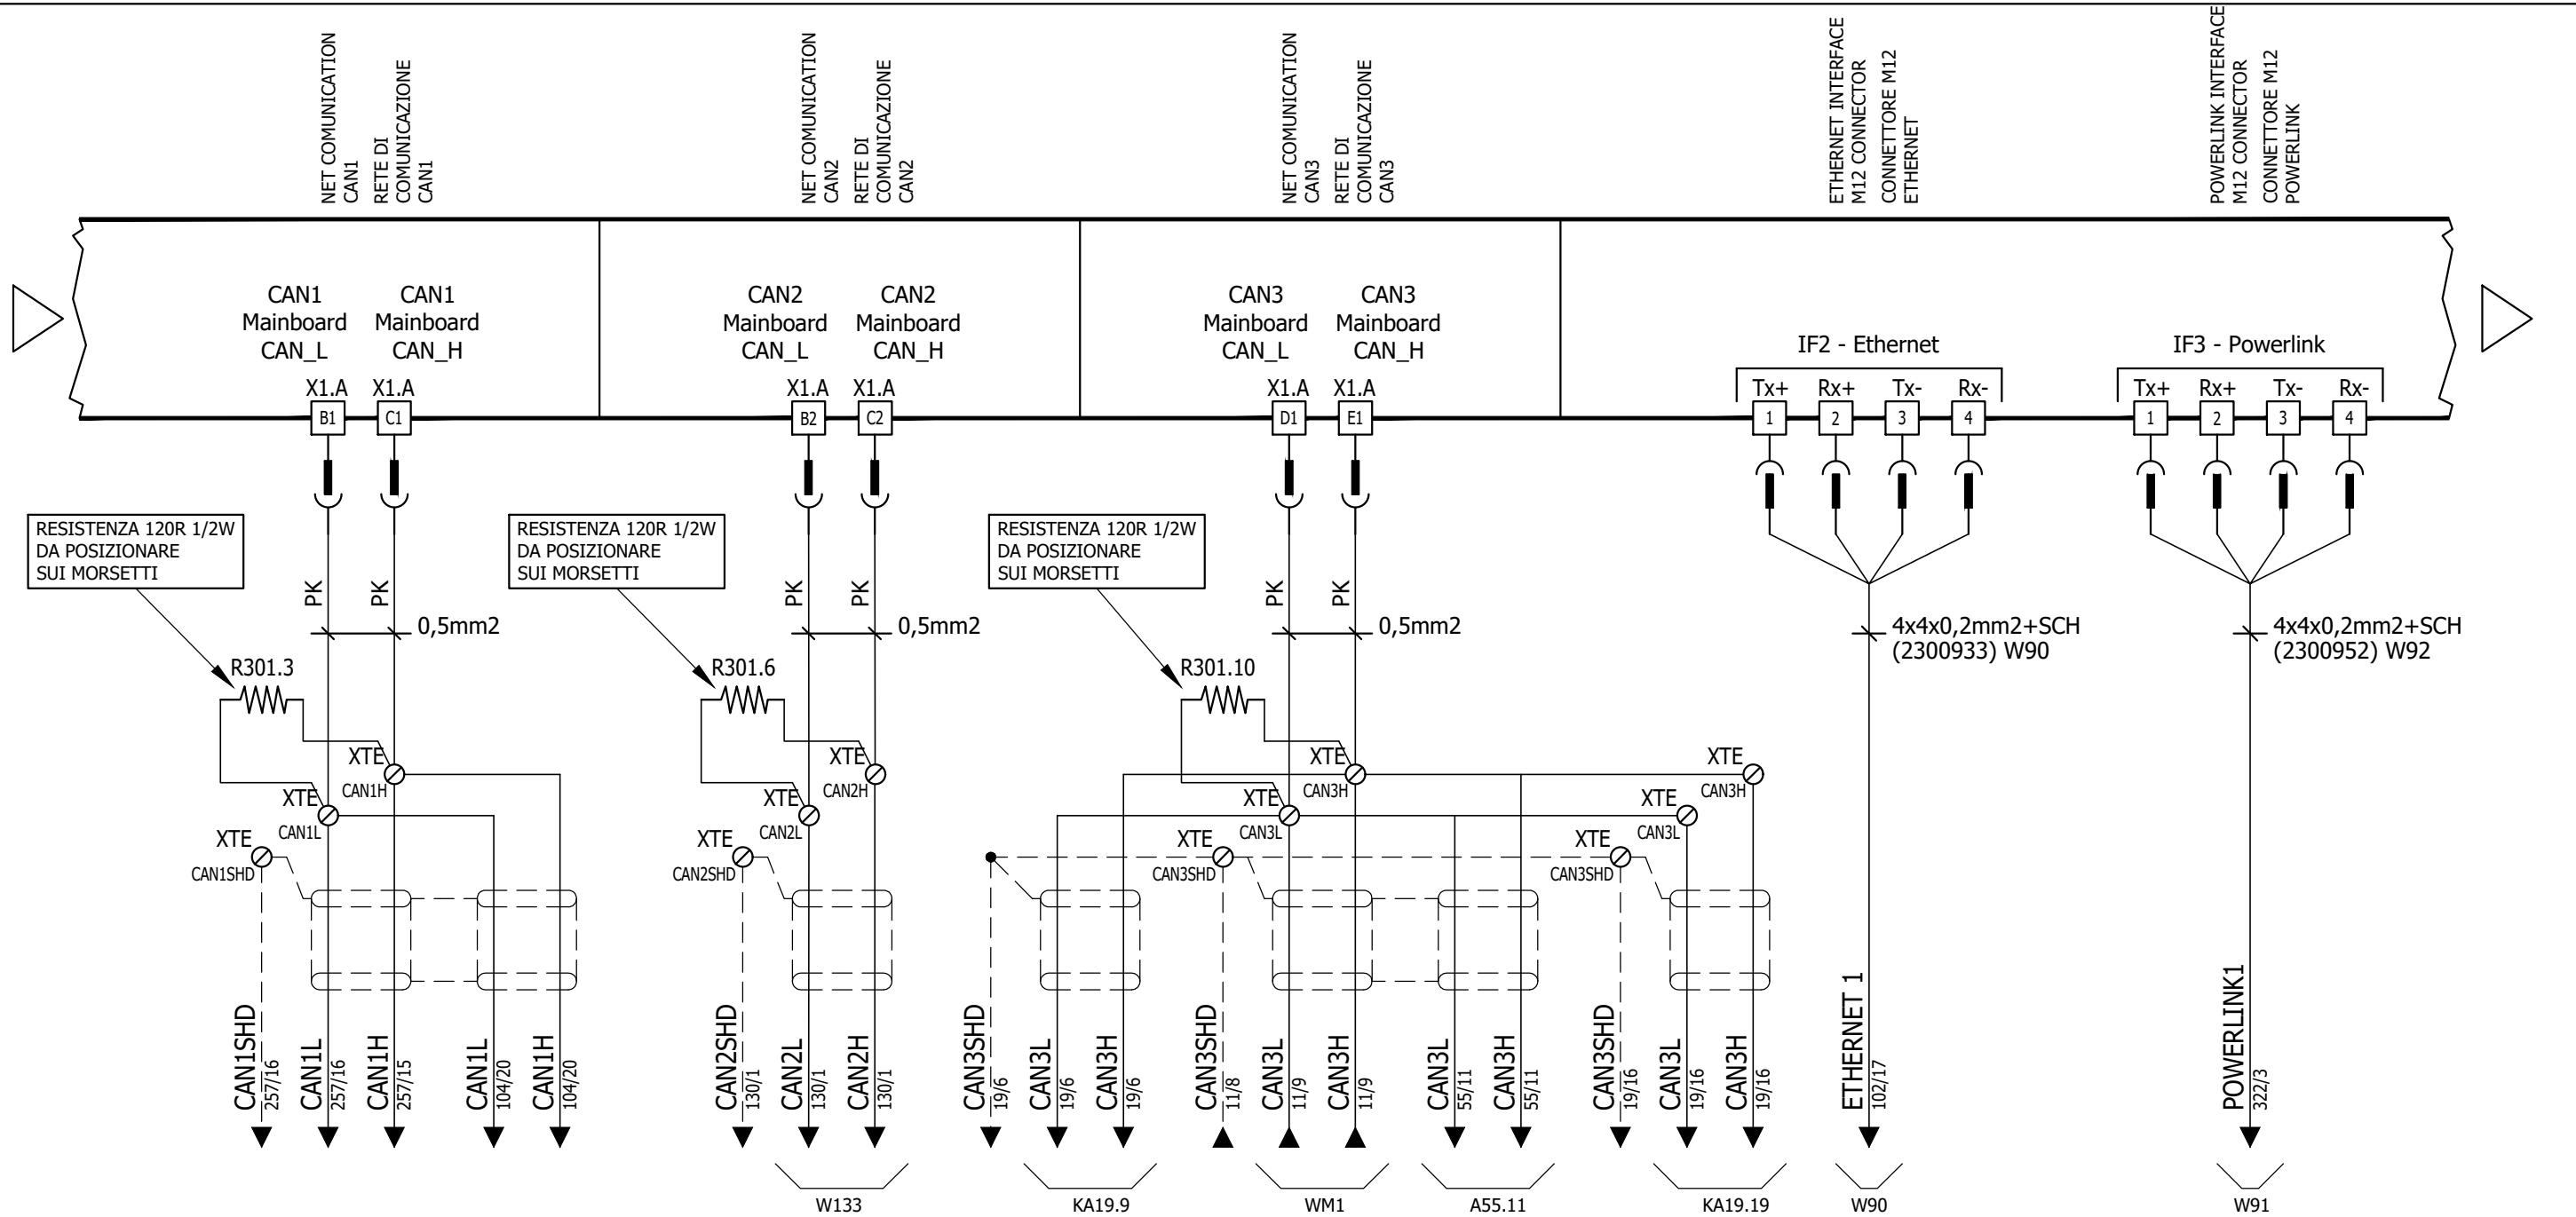 NET COMUNICATION
CAN1
RETE DI
COMUNICAZIONE
CAN1
NET COMUNICATION
CAN2
RETE DI
COMUNICAZIONE
CAN2
NET COMUNICATION
CAN3
RETE DI
COMUNICAZIONE
CAN3
ETHERNET INTERFACE
M12 CONNECTOR
CONNETTORE M12
ETHERNET
POWERLINK INTERFACE
M12 CONNECTOR
CONNETTORE M12
POWERLINK
CAN1
Mainboard
CAN_L
X1.A
B1
CAN1
Mainboard
CAN_H
X1.A
C1
CAN2
Mainboard
CAN_L
X1.A
B2
CAN2
Mainboard
CAN_H
X1.A
C2
CAN3
Mainboard
CAN_L
X1.A
D1
CAN3
Mainboard
CAN_H
X1.A
E1
IF2 - Ethernet
Tx+ Rx+ Tx- Rx-
1 2 3 4
IF3 - Powerlink
Tx+ Rx+ Tx- Rx-
1 2 3 4
RESISTENZA 120R 1/2W
DA POSIZIONARE
SUI MORSETTI
RESISTENZA 120R 1/2W
DA POSIZIONARE
SUI MORSETTI
RESISTENZA 120R 1/2W
DA POSIZIONARE
SUI MORSETTI
PK
PK
0,5mm2
PK
PK
0,5mm2
PK
PK
0,5mm2
4x4x0,2mm2+SCH
(2300933) W90
4x4x0,2mm2+SCH
(2300952) W92
R301.3
R301.6
R301.10
XTE
CAN1H
XTE
CAN1L
XTE
CAN1SHD
XTE
CAN2H
XTE
CAN2L
XTE
CAN2SHD
XTE
CAN3H
XTE
CAN3L
XTE
CAN3SHD
XTE
CAN3H
XTE
CAN3L
XTE
CAN3SHD
CAN1SHD
257/16
CAN1L
257/16
CAN1H
257/15
CAN1L
104/20
CAN1H
104/20
CAN2SHD
130/1
CAN2L
130/1
CAN2H
130/1
CAN3SHD
19/6
CAN3L
19/6
CAN3H
19/6
CAN3SHD
11/8
CAN3L
11/9
CAN3H
11/9
CAN3L
55/11
CAN3H
55/11
CAN3SHD
19/16
CAN3L
19/16
CAN3H
19/16
ETHERNET 1
102/17
POWERLINK1
322/3
W133
KA19.9
WM1
A55.11
KA19.19
W90
W91